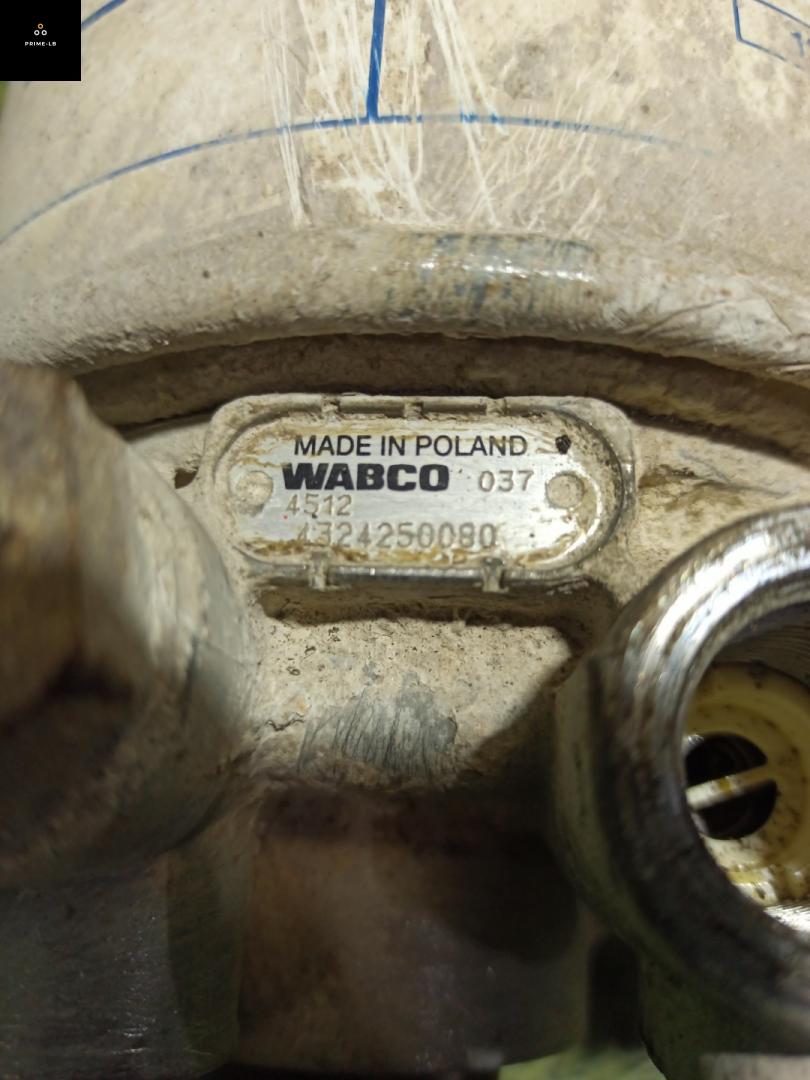 PRIME-LB
MADE IN POLAND
WABCO 037
4512
4324250080